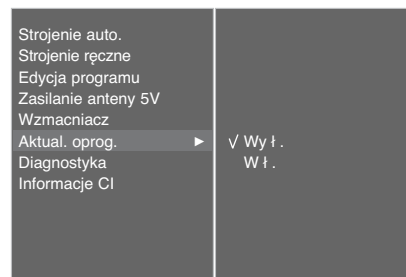 Strojenie auto.
Strojenie ręczne
Edycja programu
Zasilanie anteny 5V
Wzmacniacz
Aktual. oprog. ►
Diagnostyka
Informacje CI
√ Wy ł .
W ł .